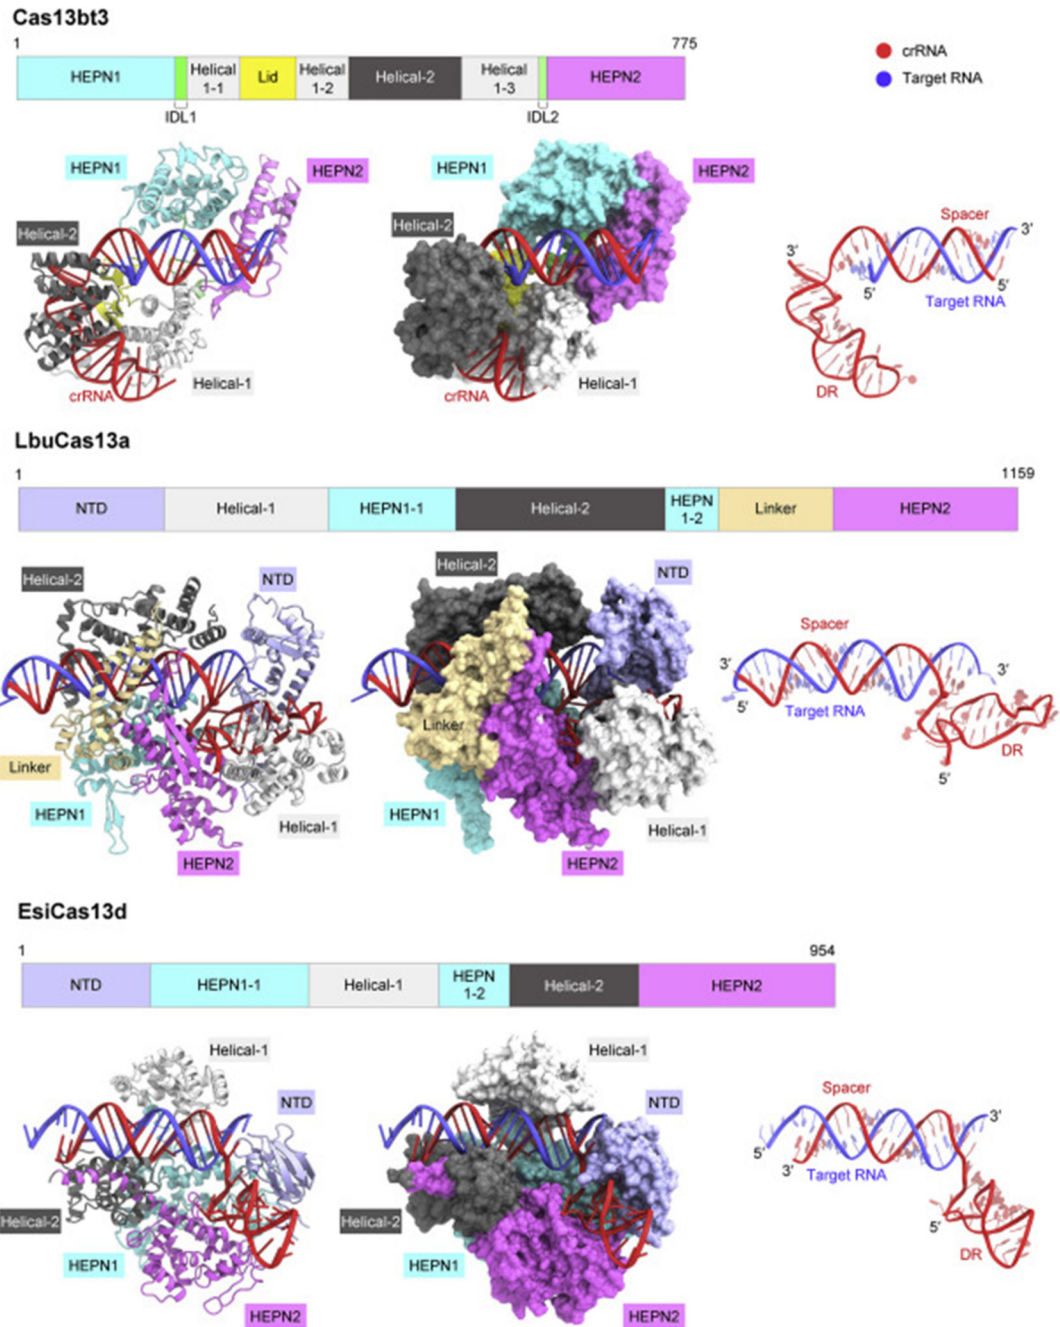 Cas13bt3
1 775
HEPN1 Helical 1-1 Lid Helical 1-2 Helical-2 Helical 1-3 HEPN2
IDL1 IDL2
crRNA
Target RNA
HEPN1
HEPN2
Helical-2
crRNA
Helical-1
HEPN1
HEPN2
Helical-2
crRNA
Helical-1
Spacer
3′
3′
5′
5′
Target RNA
DR
LbuCas13a
1 1159
NTD Helical-1 HEPN1-1 Helical-2 HEPN 1-2 Linker HEPN2
Helical-2
NTD
Linker
HEPN1
Helical-1
HEPN2
Helical-2
NTD
Linker
HEPN1
Helical-1
HEPN2
Spacer
3′
3′
5′
Target RNA
DR
5′
EsiCas13d
1 954
NTD HEPN1-1 Helical-1 HEPN 1-2 Helical-2 HEPN2
Helical-1
NTD
Helical-2
HEPN1
HEPN2
Helical-1
NTD
Helical-2
HEPN1
HEPN2
Spacer
3′
5′
3′
Target RNA
5′
DR